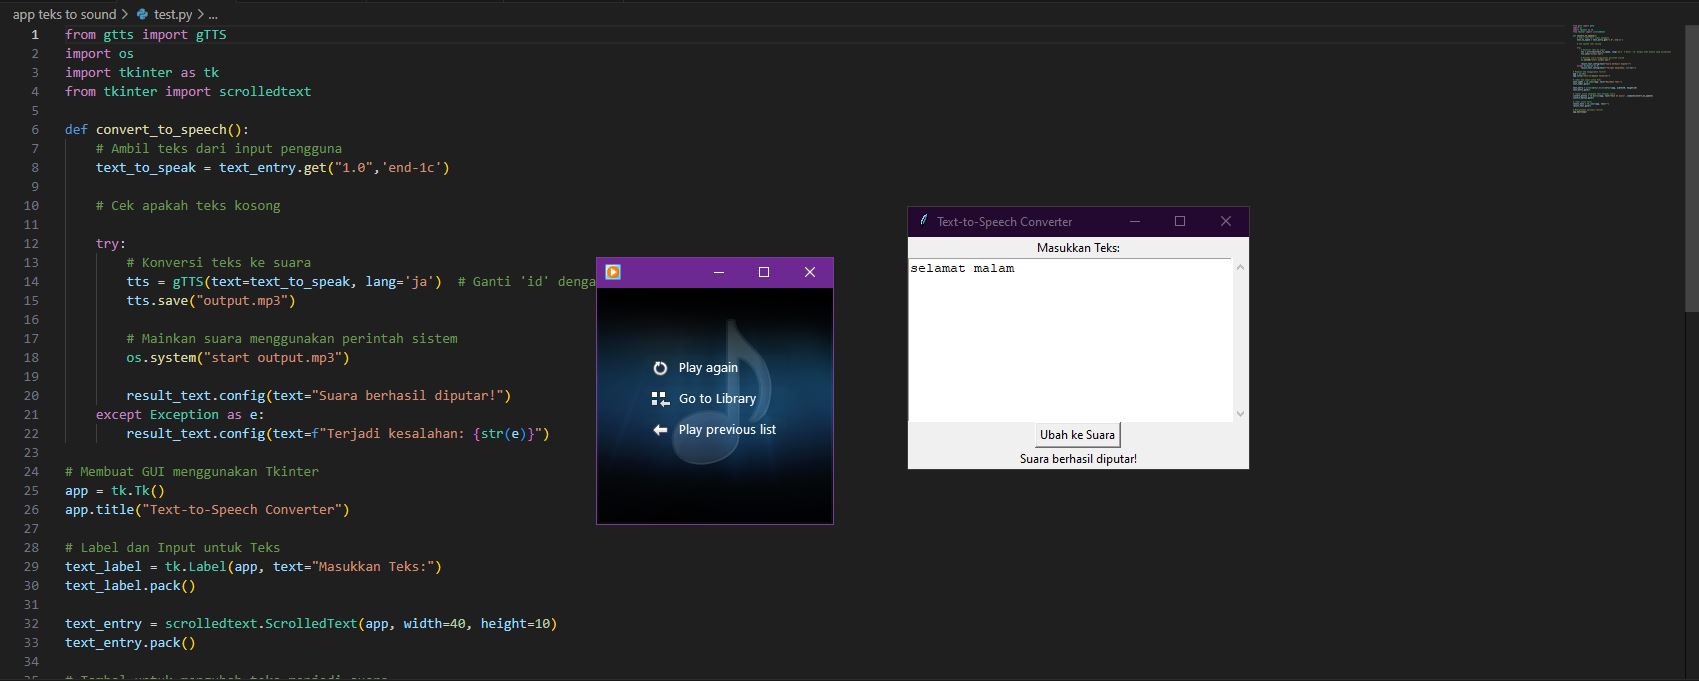 app teks to sound > test.py > ...
1 from gtts import gTTS
2 import os
3 import tkinter as tk
4 from tkinter import scrolledtext
5
6 def convert_to_speech():
7 # Ambil teks dari input pengguna
8 text_to_speak = text_entry.get("1.0",'end-1c')
9
10 # Cek apakah teks kosong
11
12 try:
13 # Konversi teks ke suara
14 tts = gTTS(text=text_to_speak, lang='ja') # Ganti 'id' denga
15 tts.save("output.mp3")
16
17 # Mainkan suara menggunakan perintah sistem
18 os.system("start output.mp3")
19
20 result_text.config(text="Suara berhasil diputar!")
21 except Exception as e:
22 result_text.config(text=f"Terjadi kesalahan: {str(e)}")
23
24 # Membuat GUI menggunakan Tkinter
25 app = tk.Tk()
26 app.title("Text-to-Speech Converter")
27
28 # Label dan Input untuk Teks
29 text_label = tk.Label(app, text="Masukkan Teks:")
30 text_label.pack()
31
32 text_entry = scrolledtext.ScrolledText(app, width=40, height=10)
33 text_entry.pack()
34
Play again
Go to Library
Play previous list
Text-to-Speech Converter
Masukkan Teks:
selamat malam
Ubah ke Suara
Suara berhasil diputar!